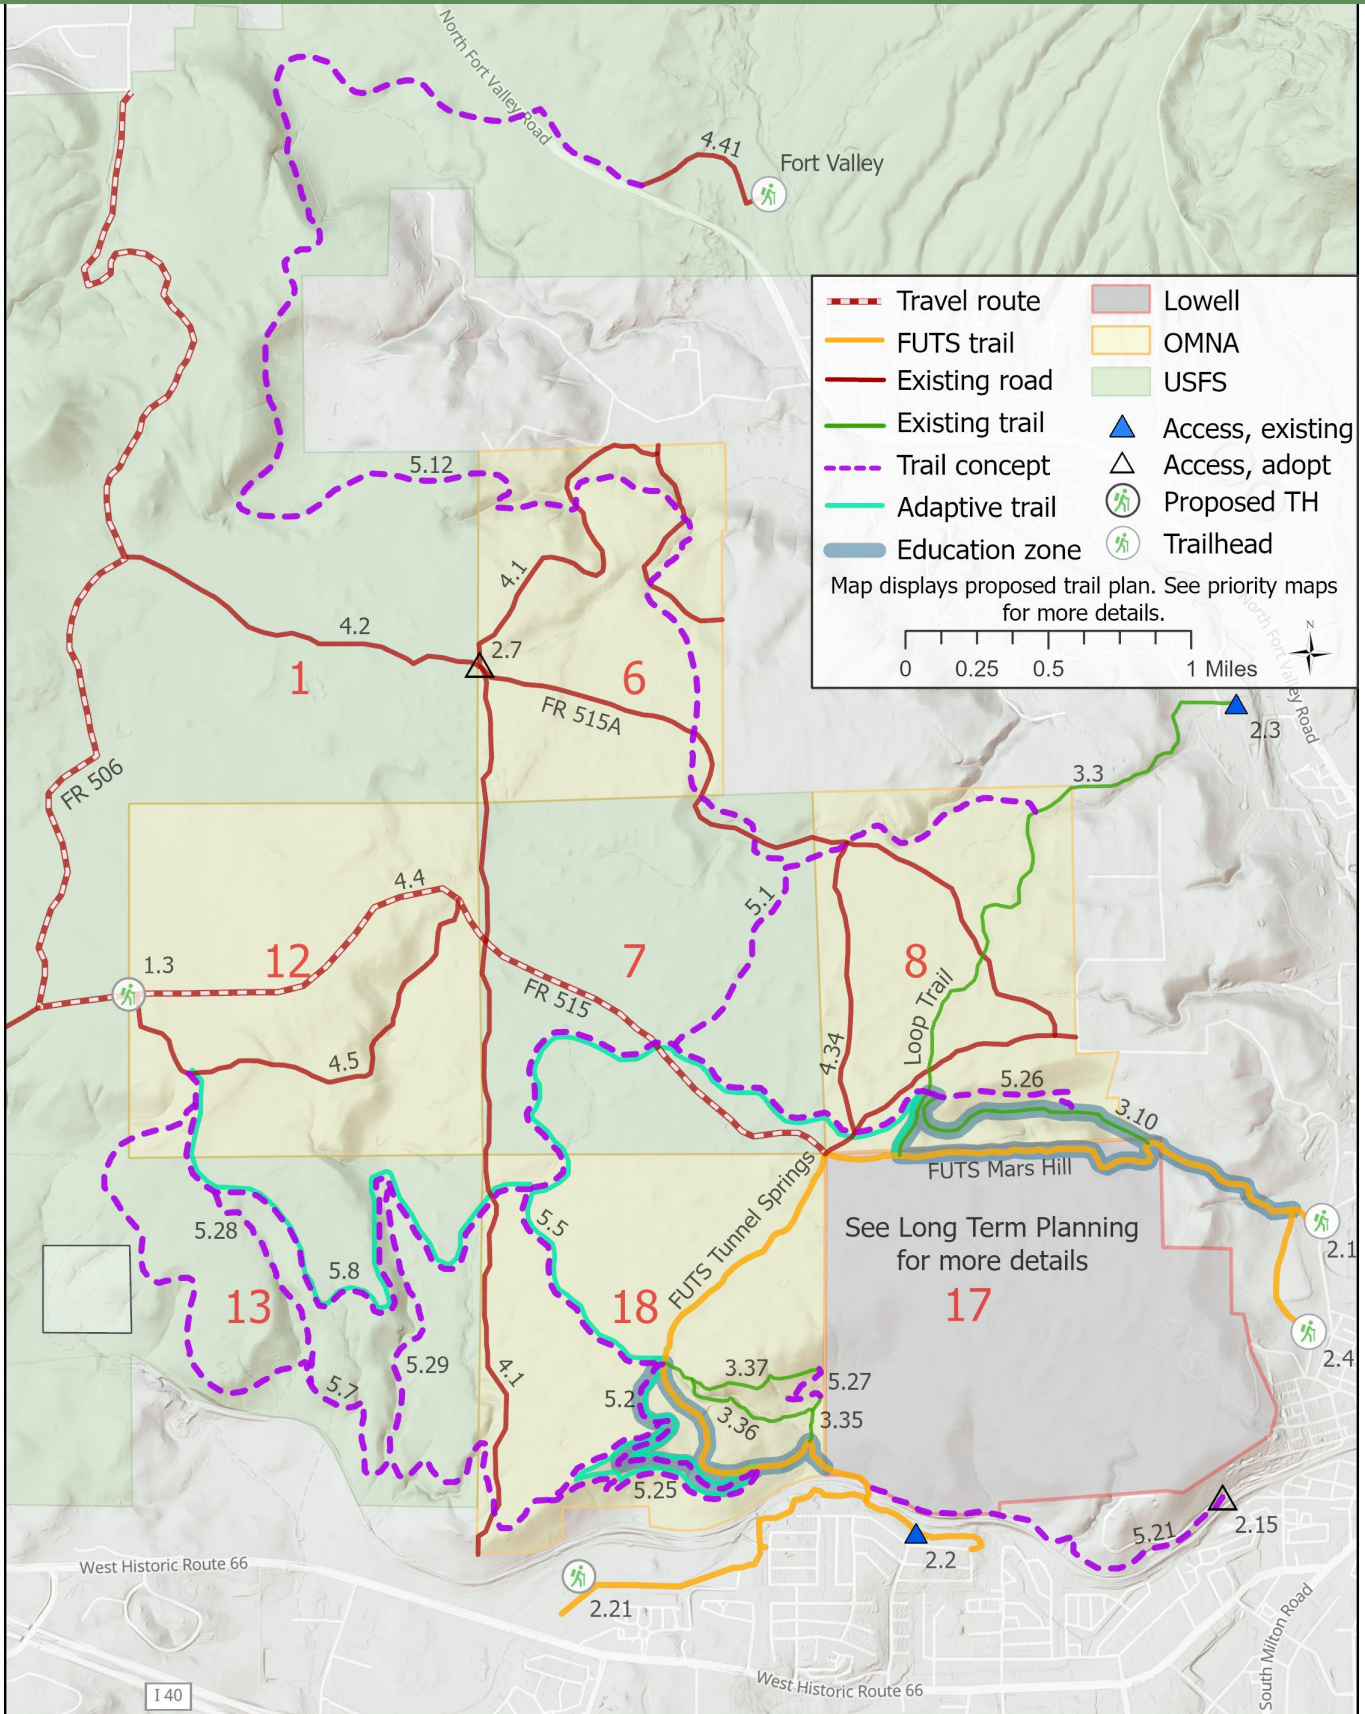 North Fort Valley Road
4.41
Fort Valley
Travel route
FUTS trail
Existing road
Existing trail
Trail concept
Adaptive trail
Education zone
Lowell
OMNA
USFS
Access, existing
Access, adopt
Proposed TH
Trailhead
Map displays proposed trail plan. See priority maps
for more details.
0 0.25 0.5 1 Miles
N
North Fort Valley Road
5.12
4.1
4.2
2.7
1
6
FR 515A
FR 506
2.3
3.3
4.4
5.1
1.3
12
7
8
FR 515
Loop Trail
4.34
4.5
5.26
3.10
FUTS Mars Hill
5.28
5.5
FUTS Tunnel Springs
See Long Term Planning
for more details
2.1
5.8
13
18
17
2.4
5.29
4.1
3.37
5.27
5.7
5.2
3.36
3.35
5.25
5.21
2.15
2.2
West Historic Route 66
2.21
South Milton Road
West Historic Route 66
I 40